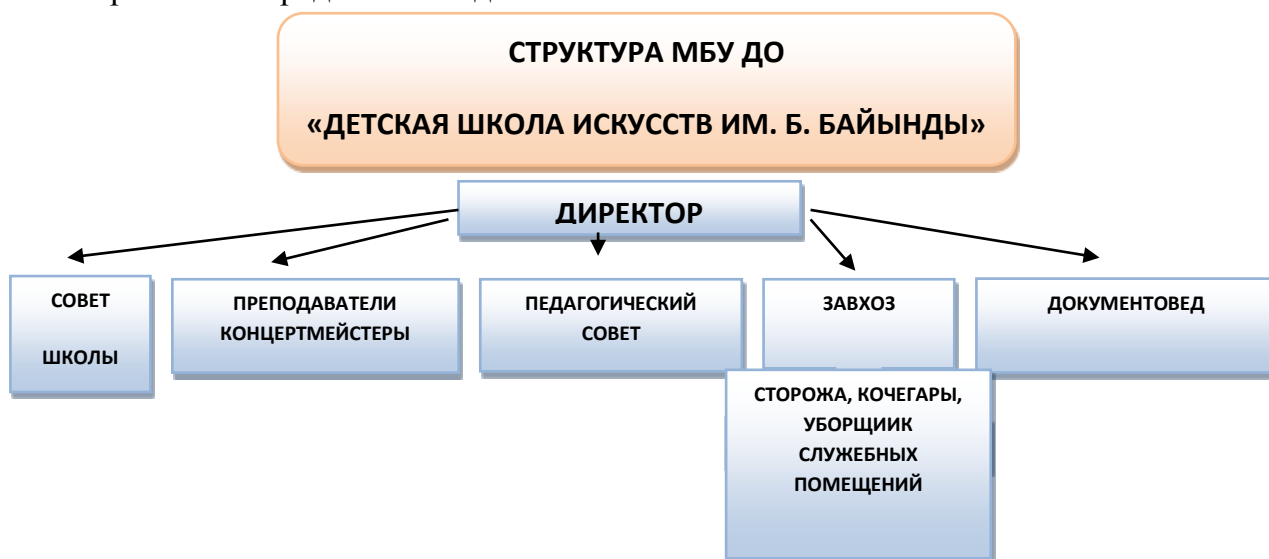 СТРУКТУРА МБУ ДО
«ДЕТСКАЯ ШКОЛА ИСКУССТВ ИМ. Б. БАЙЫНДЫ»
ДИРЕКТОР
СОВЕТ
ШКОЛЫ
ПРЕПОДАВАТЕЛИ
КОНЦЕРТМЕЙСТЕРЫ
ПЕДАГОГИЧЕСКИЙ
СОВЕТ
ЗАВХОЗ
ДОКУМЕНТОВЕД
СТОРОЖА, КОЧЕГАРЫ,
УБОРЩИИК
СЛУЖЕБНЫХ
ПОМЕЩЕНИЙ